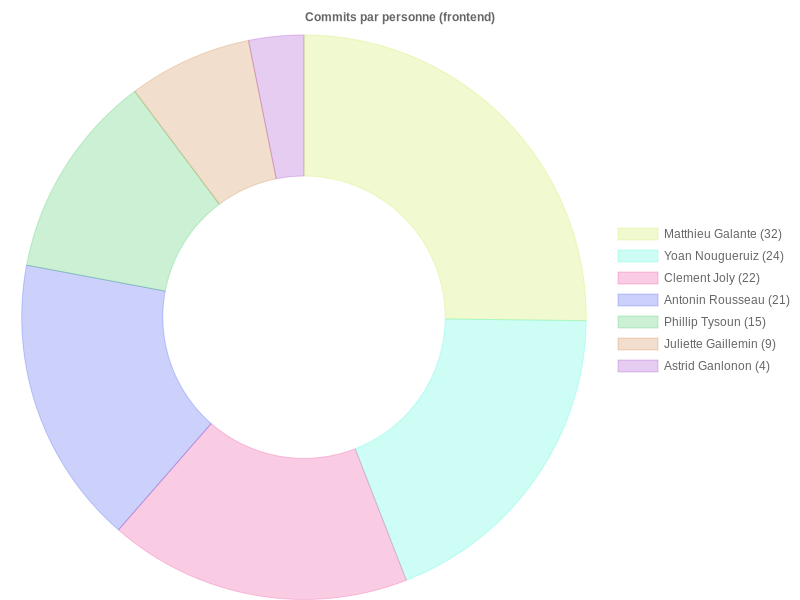 Commits par personne (frontend)
Matthieu Galante (32)
Yoan Nougueruiz (24)
Clement Joly (22)
Antonin Rousseau (21)
Phillip Tysoun (15)
Juliette Gaillemin (9)
Astrid Ganlonon (4)